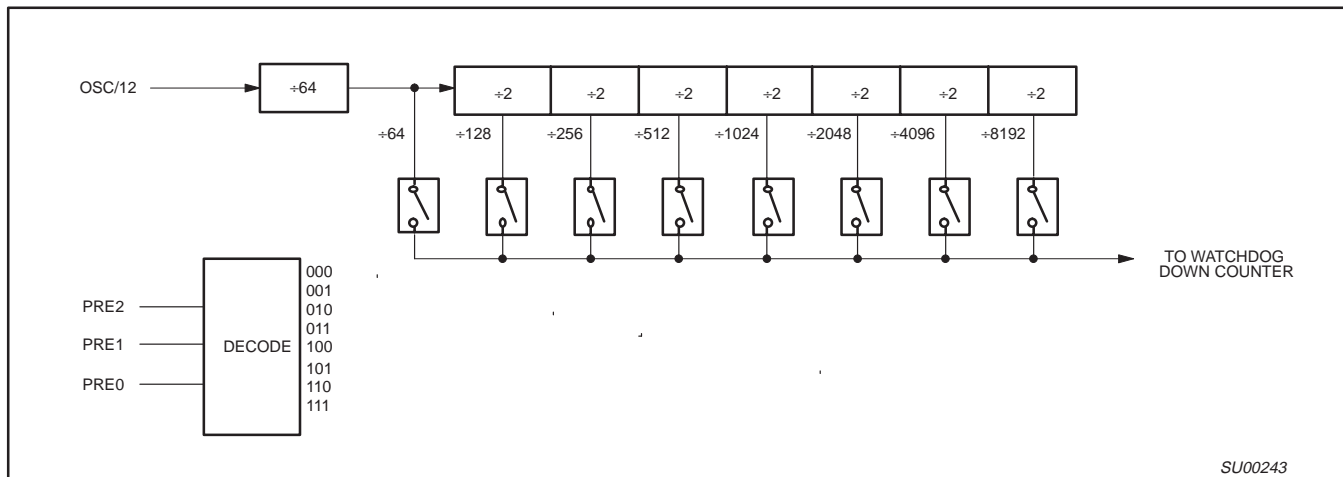 OSC/12
÷64
÷2 ÷2 ÷2 ÷2 ÷2 ÷2 ÷2
÷64 ÷128 ÷256 ÷512 ÷1024 ÷2048 ÷4096 ÷8192
TO WATCHDOG
DOWN COUNTER
PRE2
PRE1
PRE0
DECODE
000
001
010
011
100
101
110
111
SU00243